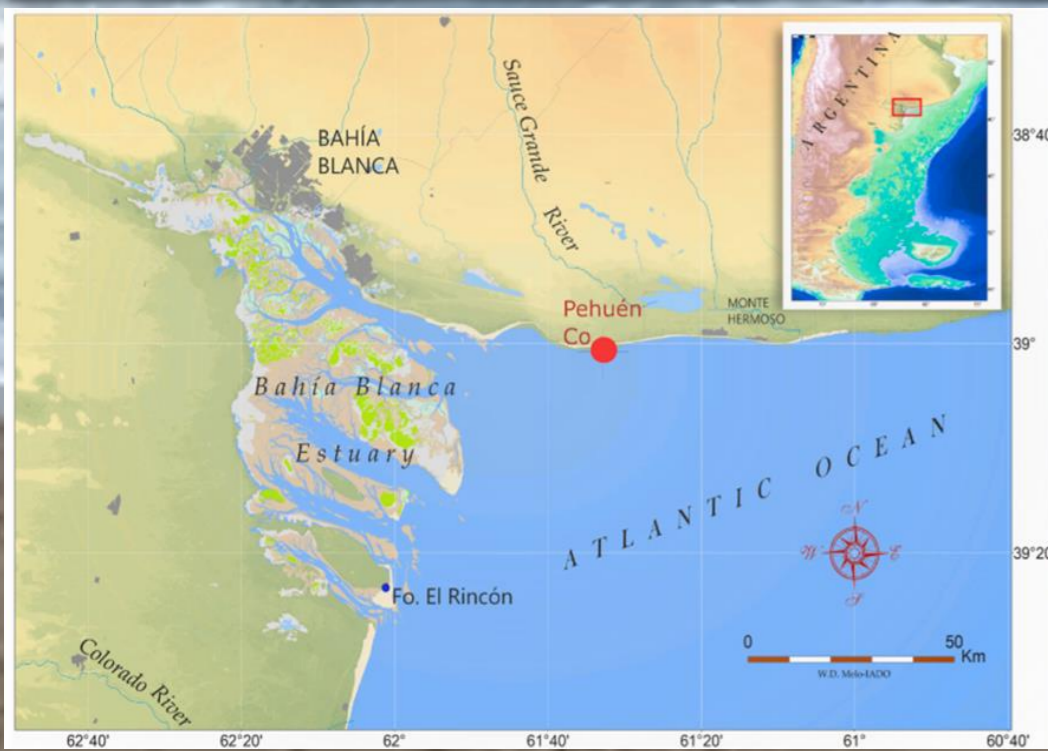 BAHÍA
BLANCA
Sauce Grande
River
ARGENTINA
38°40
Pehuén
Co
MONTE
HERMOSO
39°
Bahía Blanca
Estuary
ATLANTIC OCEAN
N
W
E
S
39°20
Fo. El Rincón
Colorado
River
0
50
Km
W.D. Melo-IADO
62°40'
62°20'
62°
61°40'
61°20'
61°
60°40'